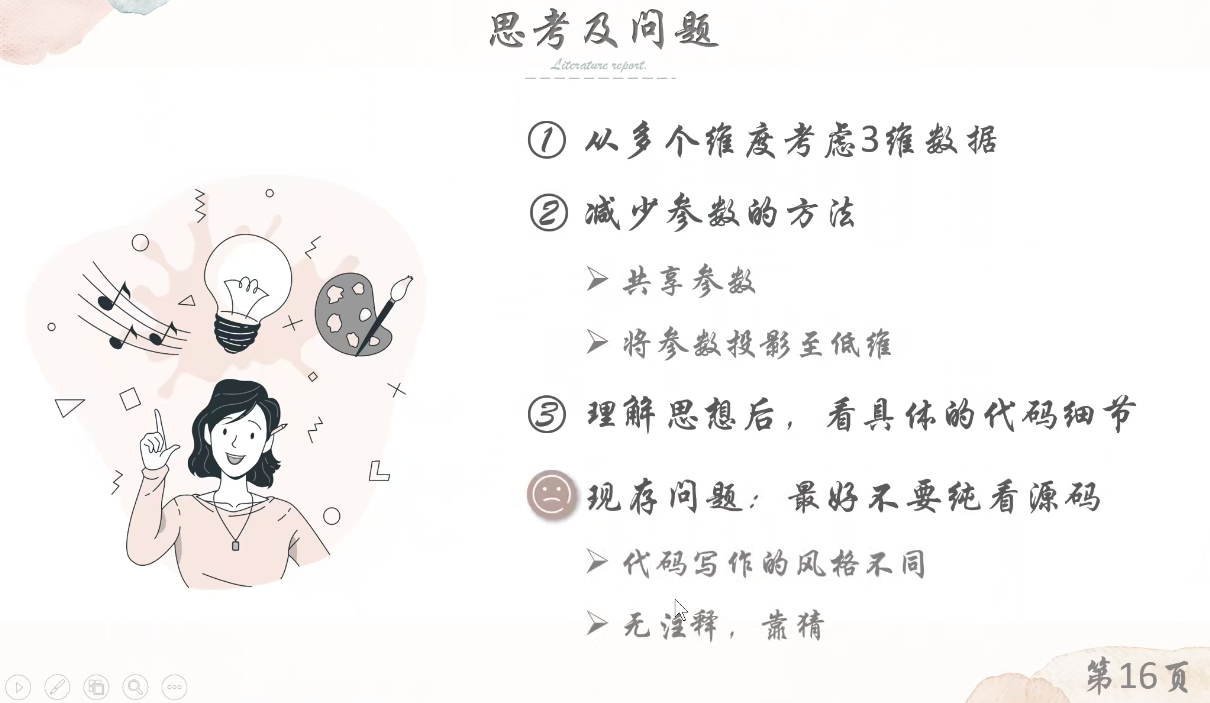 思考及问题
Literature report.
① 从多个维度考虑3维数据
② 减少参数的方法
➢ 共享参数
➢ 将参数投影至低维
③ 理解思想后，看具体的代码细节
现存问题：最好不要纯看源码
➢ 代码写作的风格不同
➢ 无注释，靠猜
第16页